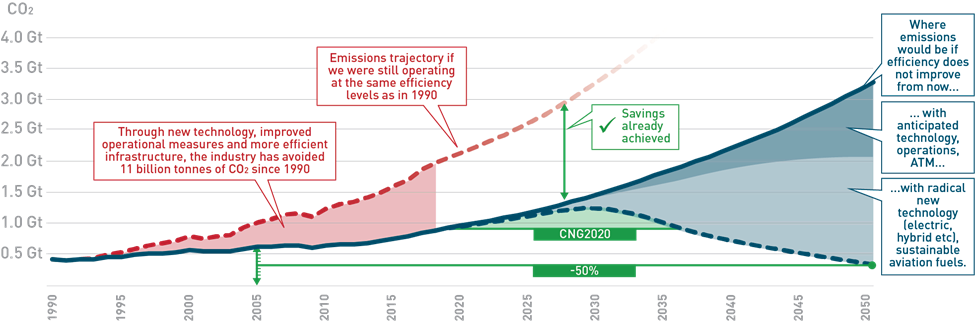 CO₂
4.0 Gt
3.5 Gt
3.0 Gt
2.5 Gt
2.0 Gt
1.5 Gt
1.0 Gt
0.5 Gt
Through new technology, improved
operational measures and more efficient
infrastructure, the industry has avoided
11 billion tonnes of CO₂ since 1990
Emissions trajectory if
we were still operating
at the same efficiency
levels as in 1990
Savings
already
achieved
Where
emissions
would be if
efficiency does
not improve
from now...
... with
anticipated
technology,
operations,
ATM...
...with radical
new
technology
(electric,
hybrid etc),
sustainable
aviation fuels.
CNG2020
-50%
1990
1995
2000
2005
2010
2015
2020
2025
2030
2035
2040
2045
2050